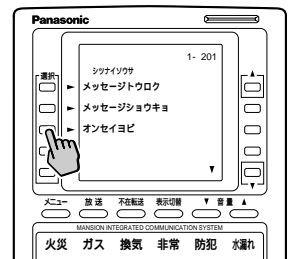 Panasonic
1- 201
シツナイソウサ
選択
メッセージトウロク
メッセージショウキョ
オンセイヨビ
メニュー 放送 不在転送 表示切替 ▼ 音量 ▲
MANSION INTEGRATED COMMUNICATION SYSTEM
火災 ガス 換気 非常 防犯 水漏れ